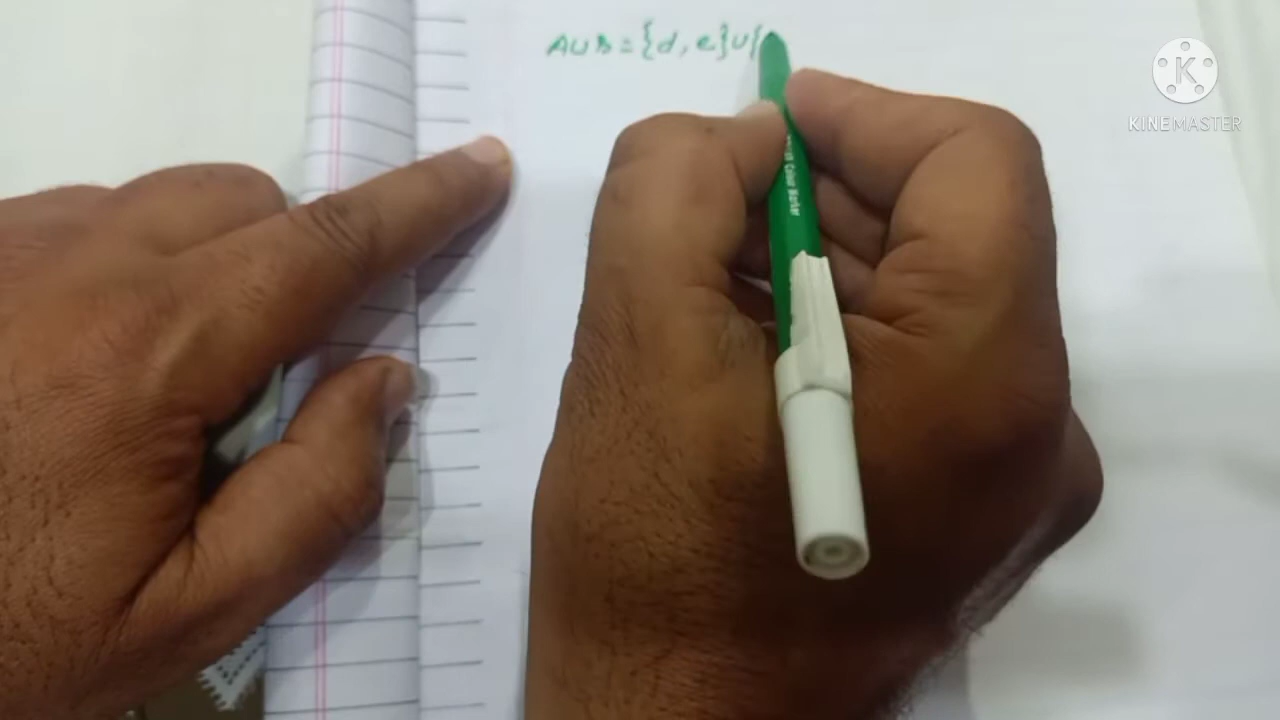 A∪B = {d, e}∪{
KINEMASTER